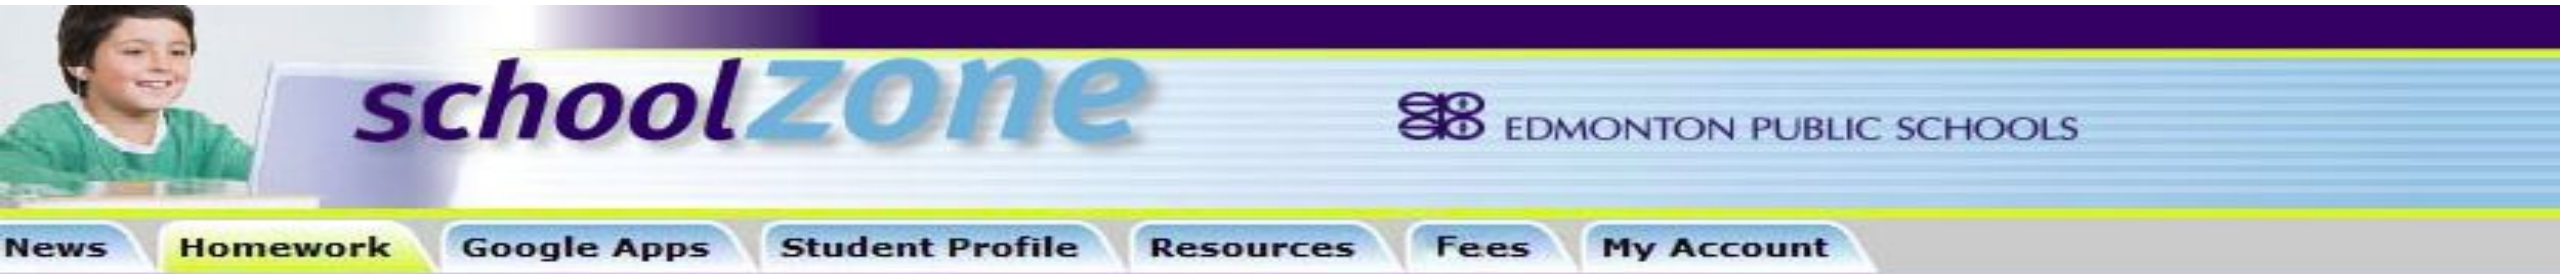 schoolzone
EDMONTON PUBLIC SCHOOLS
News Homework Google Apps Student Profile Resources Fees My Account